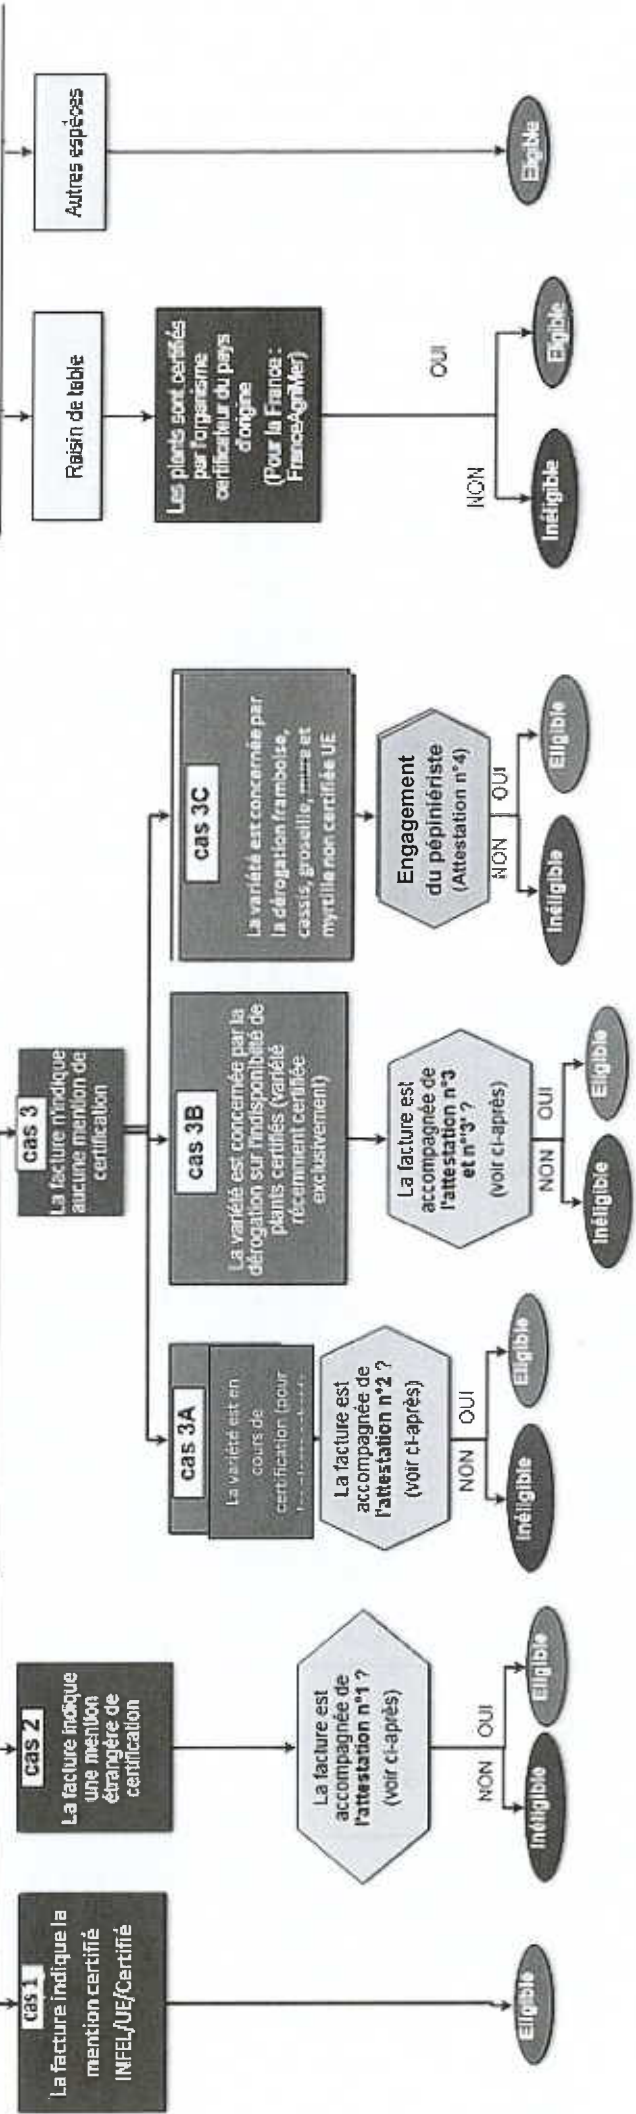 cas 1
La facture indique la
mention certifié
INFEL/UE/Certifié
Eligible
cas 2
La facture indique
une mention
étrangère de
certification
La facture est
accompagnée de
l'attestation n°1 ?
(voir ci-après)
NON
OUI
Inéligible
Eligible
cas 3
La facture n'indique
aucune mention de
certification
cas 3A
La variété est en
cours de
certification (pour
La facture est
accompagnée de
l'attestation n°2 ?
(voir ci-après)
NON
OUI
Inéligible
Eligible
cas 3B
La variété est concernée par la
dérogation sur l'indisponibilité de
plants certifiés (variété
récemment certifiée
exclusivement)
La facture est
accompagnée de
l'attestation n°3
et n°3' ?
(voir ci-après)
NON
OUI
Inéligible
Eligible
cas 3C
La variété est concernée par
la dérogation framboise,
cassis, groseille, et
myrtille non certifiée UE
Engagement
du pépiniériste
(Attestation n°4)
NON
OUI
Inéligible
Eligible
Raisin de table
Les plants sont certifiés
par l'organisme
certificateur du pays
d'origine
(Pour la France :
FranceAgriMer)
NON
OUI
Inéligible
Eligible
Autres espèces
Eligible